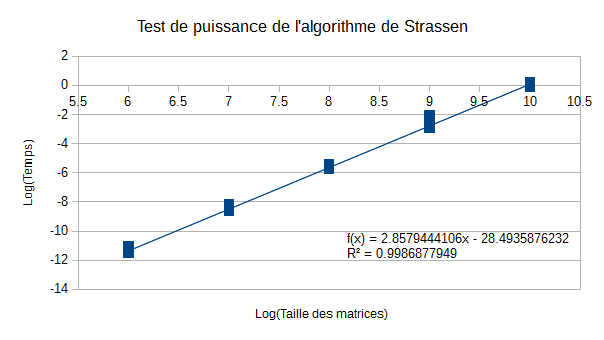 Test de puissance de l'algorithme de Strassen
2
0
5.5 6 6.5 7 7.5 8 8.5 9 9.5 10 10.5
-2
-4
-6
-8
-10
-12
-14
Log(Temps)
f(x) = 2.8579444106x - 28.4935876232
R² = 0.9986877949
Log(Taille des matrices)